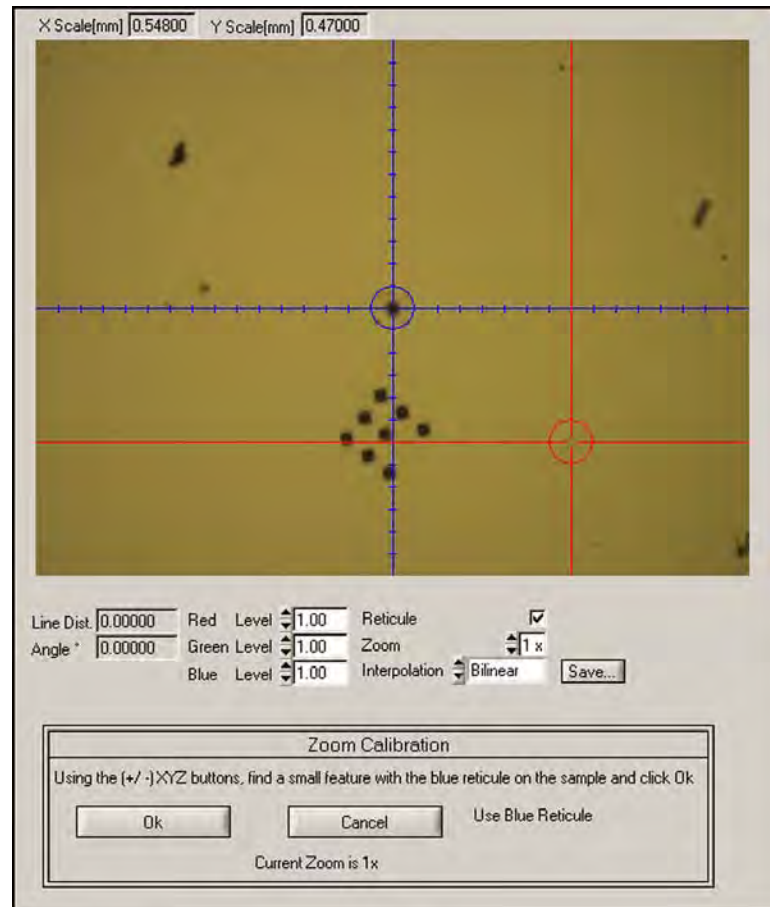 X Scale[mm] 0.54800 Y Scale[mm] 0.47000
Line Dist. 0.00000 Red Level 1.00 Reticule
Angle ° 0.00000 Green Level 1.00 Zoom 1 x
Blue Level 1.00 Interpolation Bilinear Save...
Zoom Calibration
Using the (+/ -) XYZ buttons, find a small feature with the blue reticule on the sample and click Ok
Ok Cancel Use Blue Reticule
Current Zoom is 1x